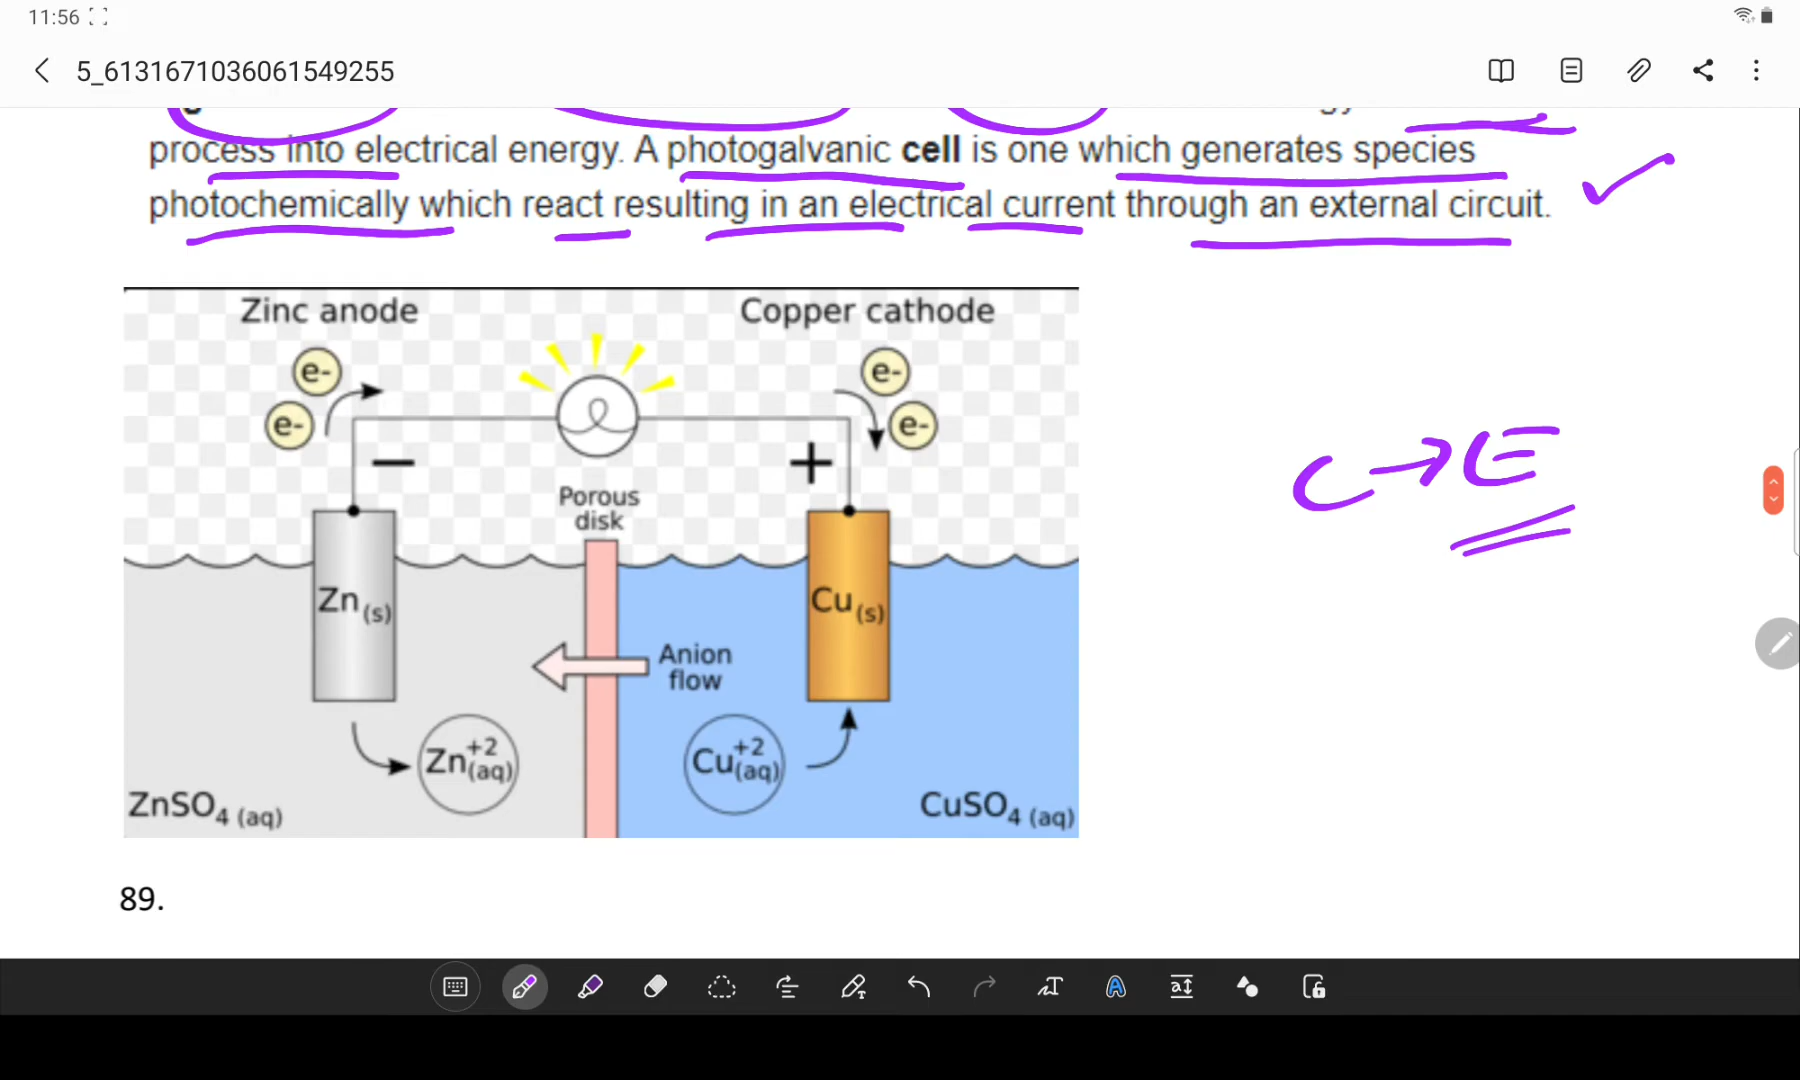 11:56
5_6131671036061549255
process into electrical energy. A photogalvanic cell is one which generates species
photochemically which react resulting in an electrical current through an external circuit.
Zinc anode
Copper cathode
e-
e-
e-
e-
−
+
Porous
disk
C→E
Zn(s)
Cu(s)
Anion
flow
Zn+2(aq)
Cu+2(aq)
ZnSO4 (aq)
CuSO4 (aq)
89.